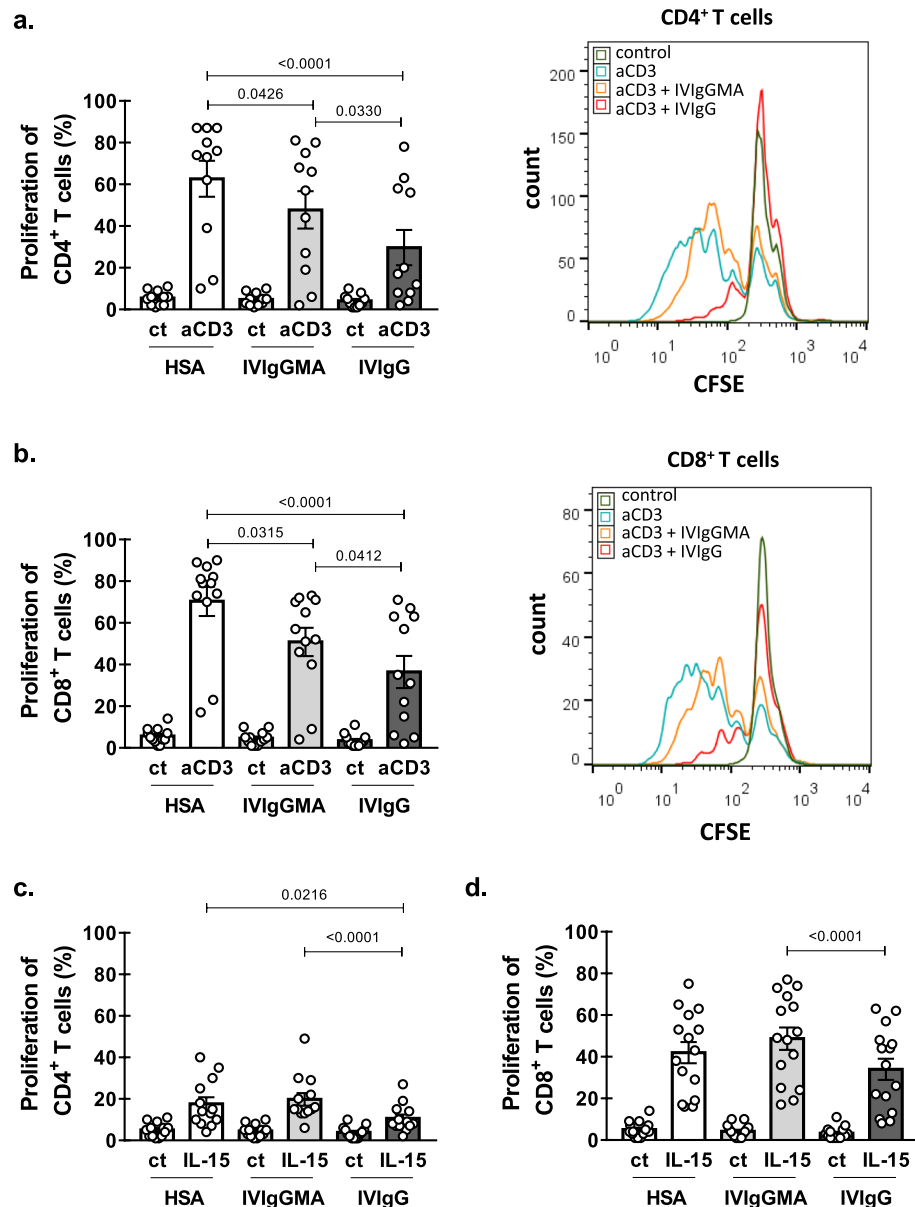 a.
<0.0001
0.0426
0.0330
Proliferation of
CD4+ T cells (%)
100
80
60
40
20
0
ct aCD3 ct aCD3 ct aCD3
HSA IVIgGMA IVIgG
CD4+ T cells
control
aCD3
aCD3 + IVIgGMA
aCD3 + IVIgG
count
200
150
100
50
0
10^0 10^1 10^2 10^3 10^4
CFSE
b.
<0.0001
0.0315
0.0412
Proliferation of
CD8+ T cells (%)
100
80
60
40
20
0
ct aCD3 ct aCD3 ct aCD3
HSA IVIgGMA IVIgG
CD8+ T cells
control
aCD3
aCD3 + IVIgGMA
aCD3 + IVIgG
count
80
60
40
20
0
10^0 10^1 10^2 10^3 10^4
CFSE
c.
0.0216
<0.0001
Proliferation of
CD4+ T cells (%)
100
80
60
40
20
0
ct IL-15 ct IL-15 ct IL-15
HSA IVIgGMA IVIgG
d.
<0.0001
Proliferation of
CD8+ T cells (%)
100
80
60
40
20
0
ct IL-15 ct IL-15 ct IL-15
HSA IVIgGMA IVIgG